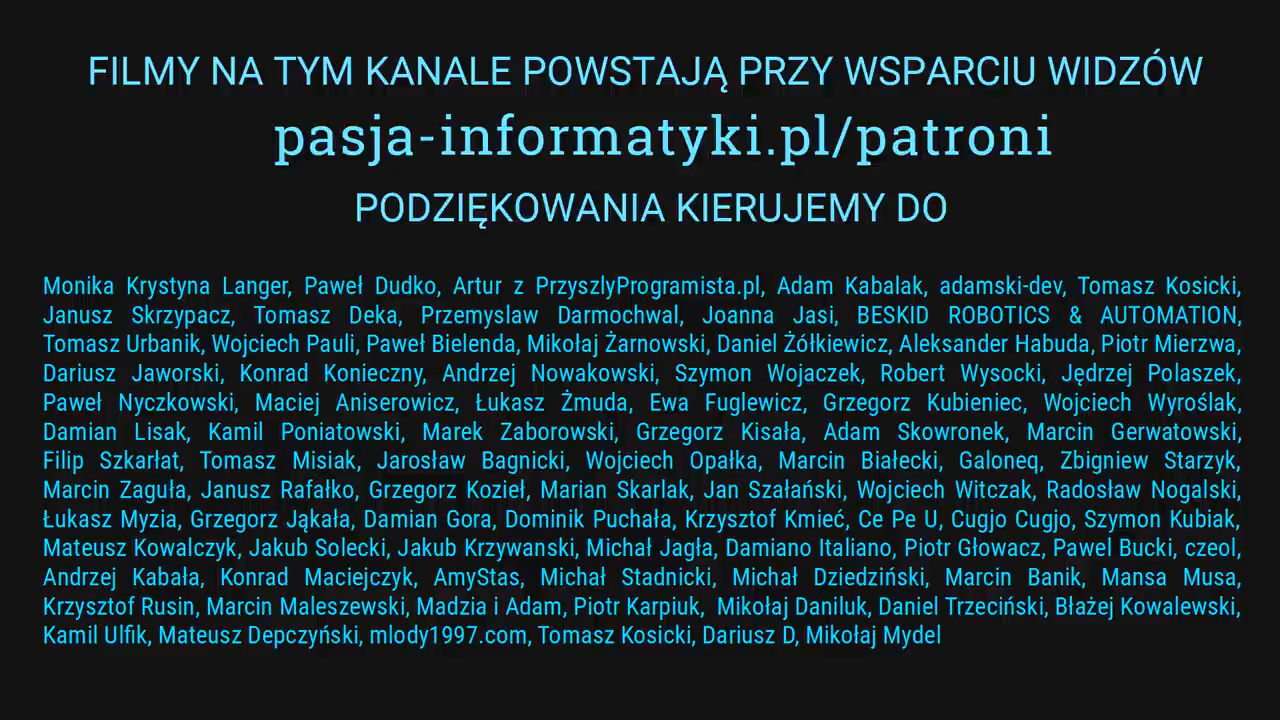 FILMY NA TYM KANALE POWSTAJĄ PRZY WSPARCIU WIDZÓW
pasja-informatyki.pl/patroni
PODZIĘKOWANIA KIERUJEMY DO
Monika Krystyna Langer, Paweł Dudko, Artur z PrzyszlyProgramista.pl, Adam Kabalak, adamski-dev, Tomasz Kosicki,
Janusz Skrzypacz, Tomasz Deka, Przemyslaw Darmochwal, Joanna Jasi, BESKID ROBOTICS & AUTOMATION,
Tomasz Urbanik, Wojciech Pauli, Paweł Bielenda, Mikołaj Żarnowski, Daniel Żółkiewicz, Aleksander Habuda, Piotr Mierzwa,
Dariusz Jaworski, Konrad Konieczny, Andrzej Nowakowski, Szymon Wojaczek, Robert Wysocki, Jędrzej Polaszek,
Paweł Nyczkowski, Maciej Aniserowicz, Łukasz Żmuda, Ewa Fuglewicz, Grzegorz Kubieniec, Wojciech Wyroślak,
Damian Lisak, Kamil Poniatowski, Marek Zaborowski, Grzegorz Kisała, Adam Skowronek, Marcin Gerwatowski,
Filip Szkarłat, Tomasz Misiak, Jarosław Bagnicki, Wojciech Opałka, Marcin Białecki, Galoneq, Zbigniew Starzyk,
Marcin Zaguła, Janusz Rafałko, Grzegorz Kozieł, Marian Skarlak, Jan Szałański, Wojciech Witczak, Radosław Nogalski,
Łukasz Myzia, Grzegorz Jąkała, Damian Gora, Dominik Puchała, Krzysztof Kmieć, Ce Pe U, Cugjo Cugjo, Szymon Kubiak,
Mateusz Kowalczyk, Jakub Solecki, Jakub Krzywanski, Michał Jagła, Damiano Italiano, Piotr Głowacz, Pawel Bucki, czeol,
Andrzej Kabała, Konrad Maciejczyk, AmyStas, Michał Stadnicki, Michał Dziedziński, Marcin Banik, Mansa Musa,
Krzysztof Rusin, Marcin Maleszewski, Madzia i Adam, Piotr Karpiuk, Mikołaj Daniluk, Daniel Trzeciński, Błażej Kowalewski,
Kamil Ulfik, Mateusz Depczyński, mlody1997.com, Tomasz Kosicki, Dariusz D, Mikołaj Mydel